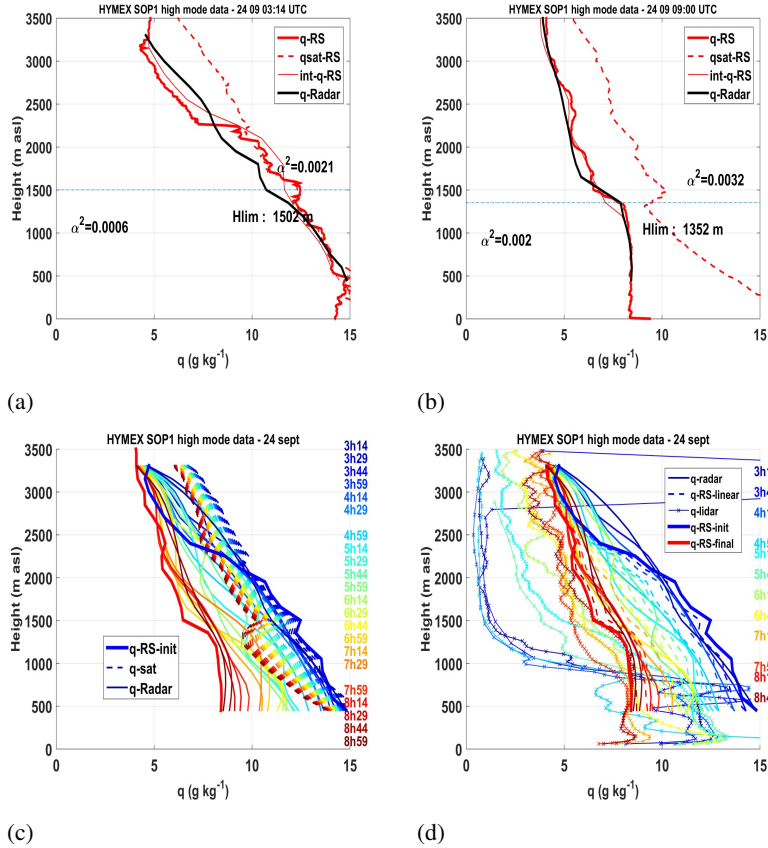 HYMEX SOP1 high mode data - 24 09 03:14 UTC
3500
3000
2500
2000
1500
1000
500
0
Height (m asl)
q-RS
qsat-RS
int-q-RS
q-Radar
α²=0.0021
Hlim : 1502 m
α²=0.0006
0
5
10
15
q (g kg⁻¹)
(a)
HYMEX SOP1 high mode data - 24 09 09:00 UTC
3500
3000
2500
2000
1500
1000
500
0
Height (m asl)
q-RS
qsat-RS
int-q-RS
q-Radar
α²=0.0032
Hlim : 1352 m
α²=0.002
0
5
10
15
q (g kg⁻¹)
(b)
HYMEX SOP1 high mode data - 24 sept
3500
3000
2500
2000
1500
1000
500
0
Height (m asl)
3h14
3h29
3h44
3h59
4h14
4h29
4h59
5h14
5h29
5h44
5h59
6h14
6h29
6h44
6h59
7h14
7h29
7h59
8h14
8h29
8h44
8h59
q-RS-init
q-sat
q-Radar
0
5
10
15
q (g kg⁻¹)
(c)
HYMEX SOP1 high mode data - 24 sept
3500
3000
2500
2000
1500
1000
500
0
Height (m asl)
q-radar
q-RS-linear
q-lidar
q-RS-init
q-RS-final
0
5
10
15
q (g kg⁻¹)
(d)